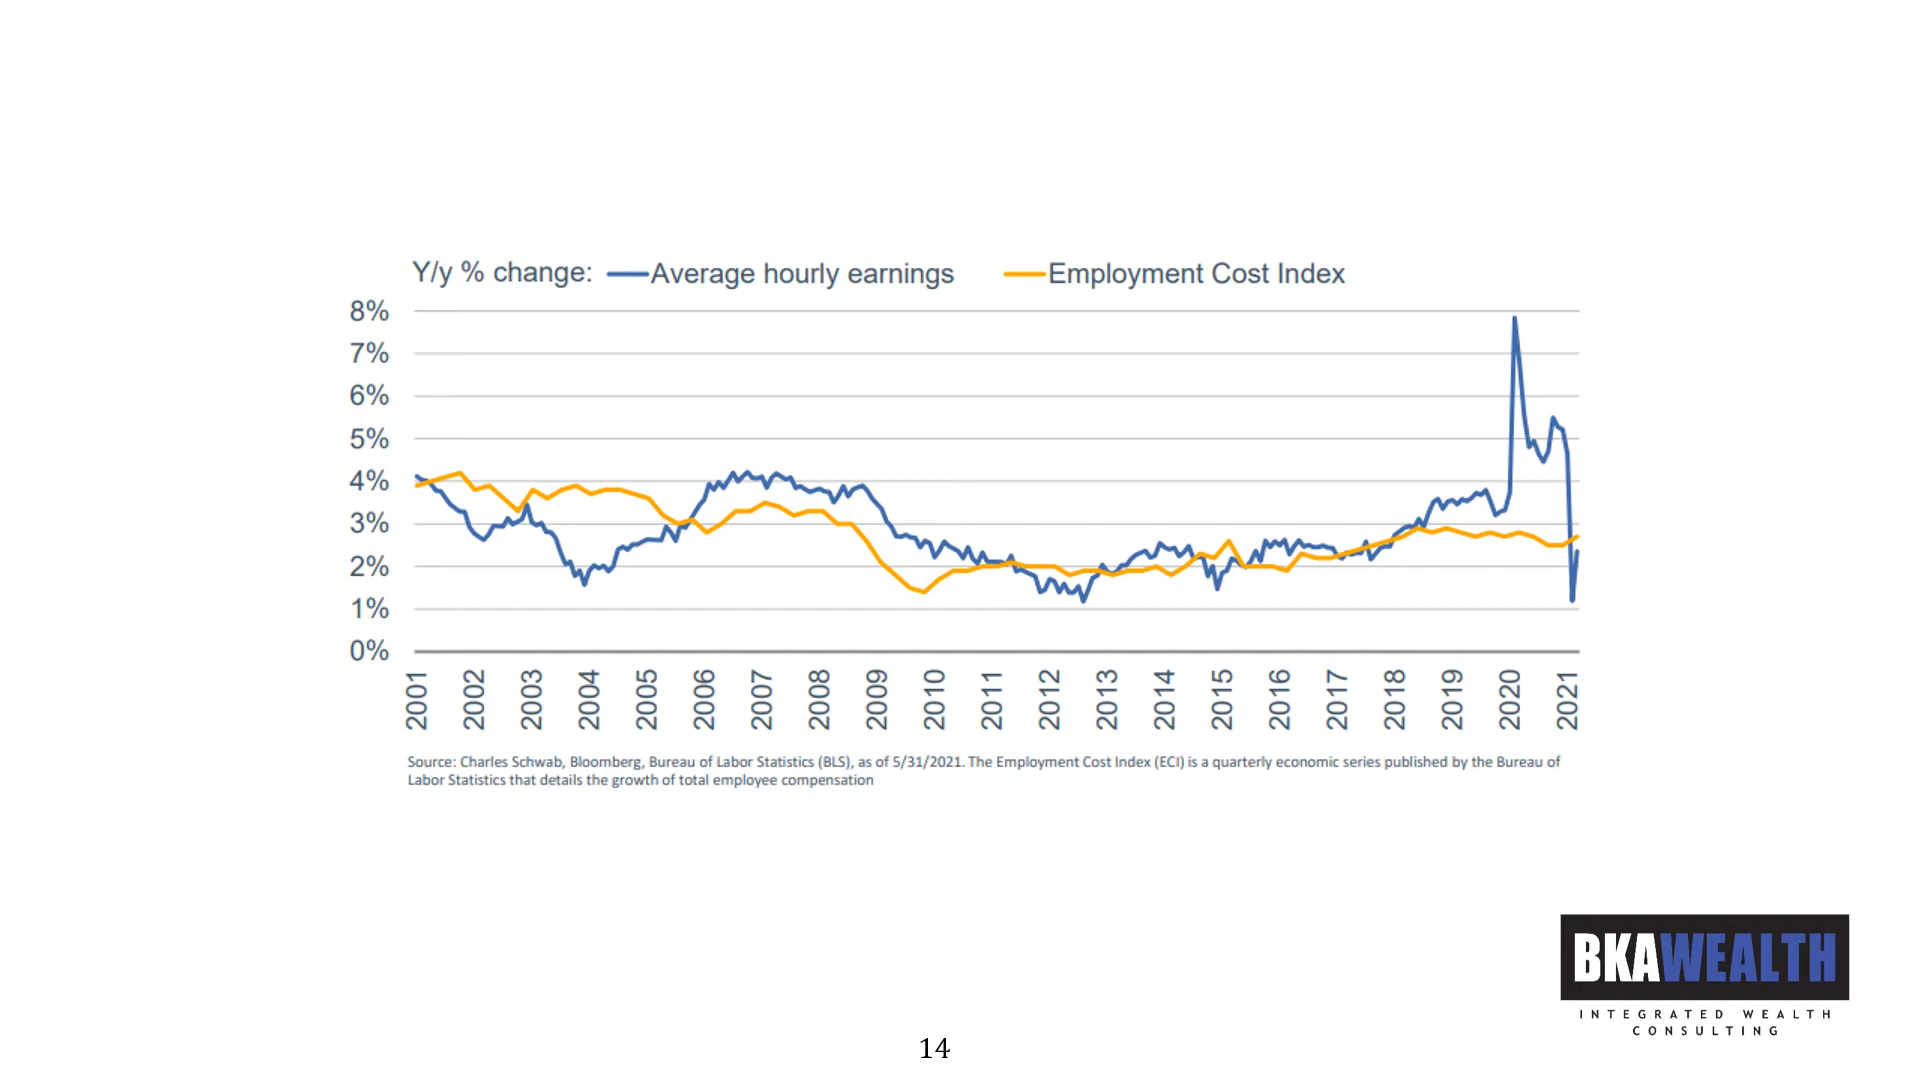 Y/y % change: Average hourly earnings Employment Cost Index
8%
7%
6%
5%
4%
3%
2%
1%
0%
2001 2002 2003 2004 2005 2006 2007 2008 2009 2010 2011 2012 2013 2014 2015 2016 2017 2018 2019 2020 2021
Source: Charles Schwab, Bloomberg, Bureau of Labor Statistics (BLS), as of 5/31/2021. The Employment Cost Index (ECI) is a quarterly economic series published by the Bureau of
Labor Statistics that details the growth of total employee compensation
BKAWEALTH
INTEGRATED WEALTH
CONSULTING
14